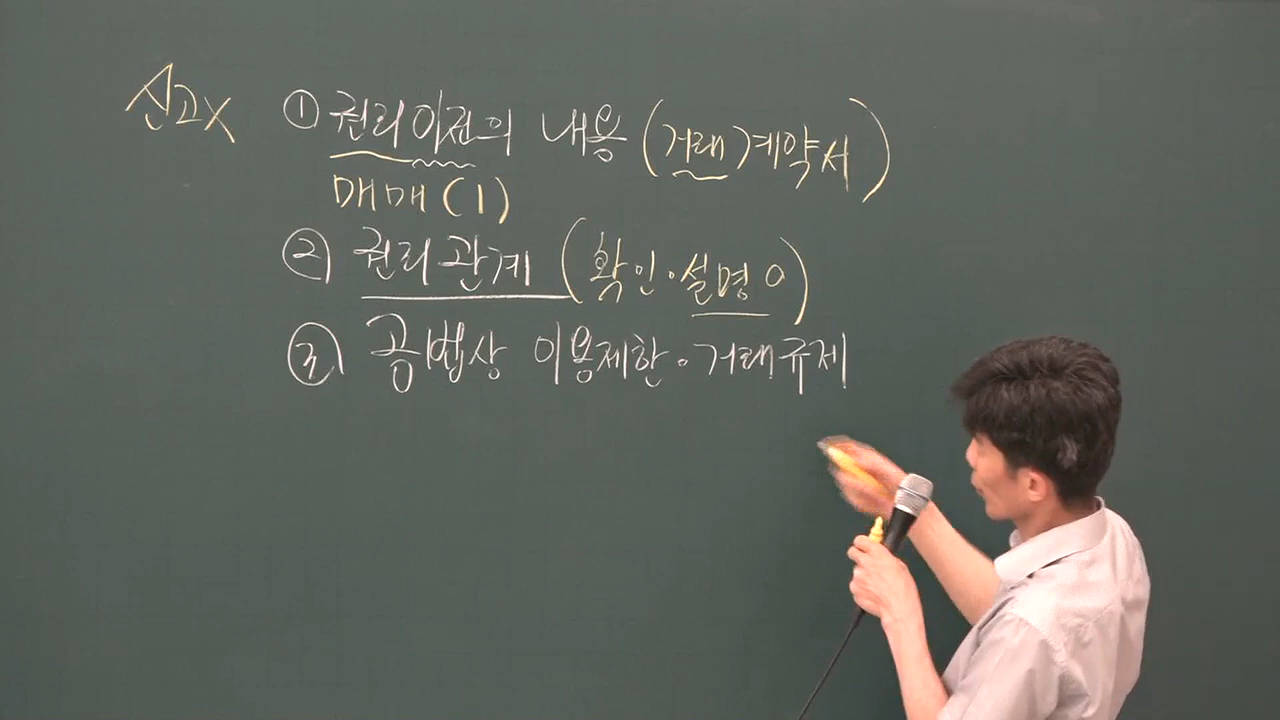 신고X ① 권리이전의 내용 (거래계약서)
매매(1)
② 권리관계 (확인·설명 o)
③ 공법상 이용제한·거래규제